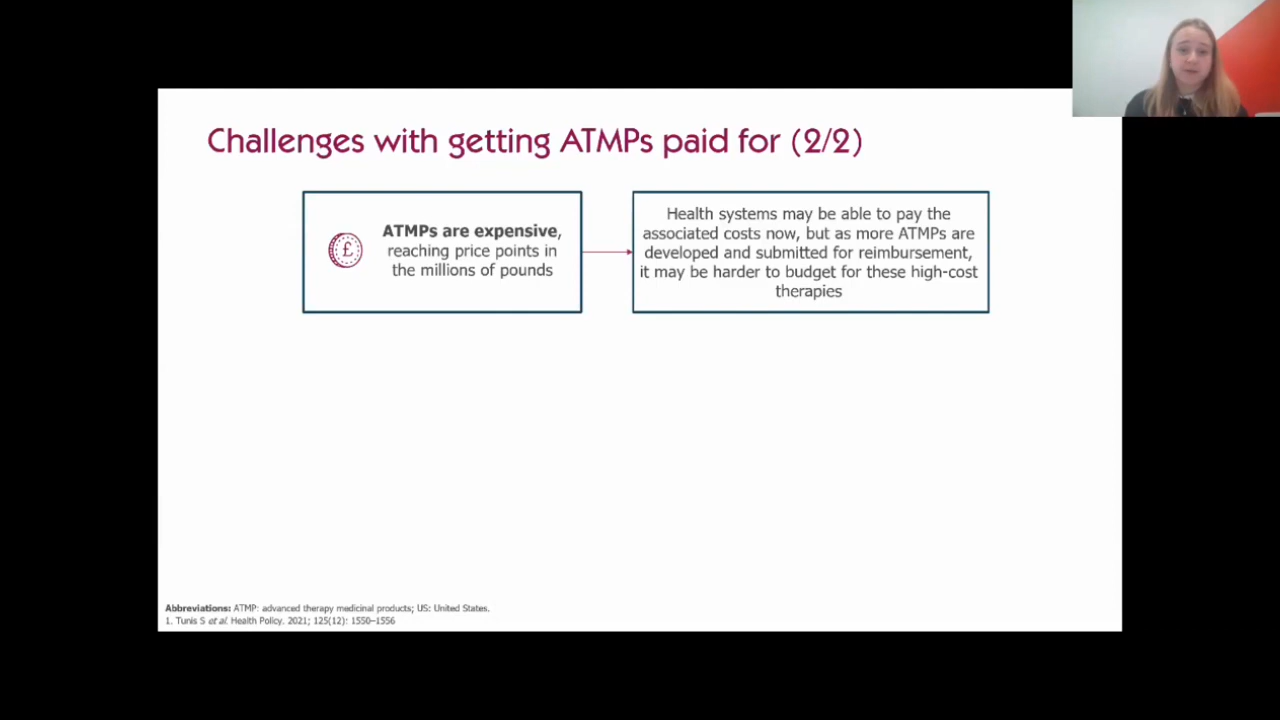 Challenges with getting ATMPs paid for (2/2)
£
ATMPs are expensive,
reaching price points in
the millions of pounds
Health systems may be able to pay the
associated costs now, but as more ATMPs are
developed and submitted for reimbursement,
it may be harder to budget for these high-cost
therapies
Abbreviations: ATMP: advanced therapy medicinal products; US: United States.
1. Tunis S et al. Health Policy. 2021; 125(12): 1550–1556